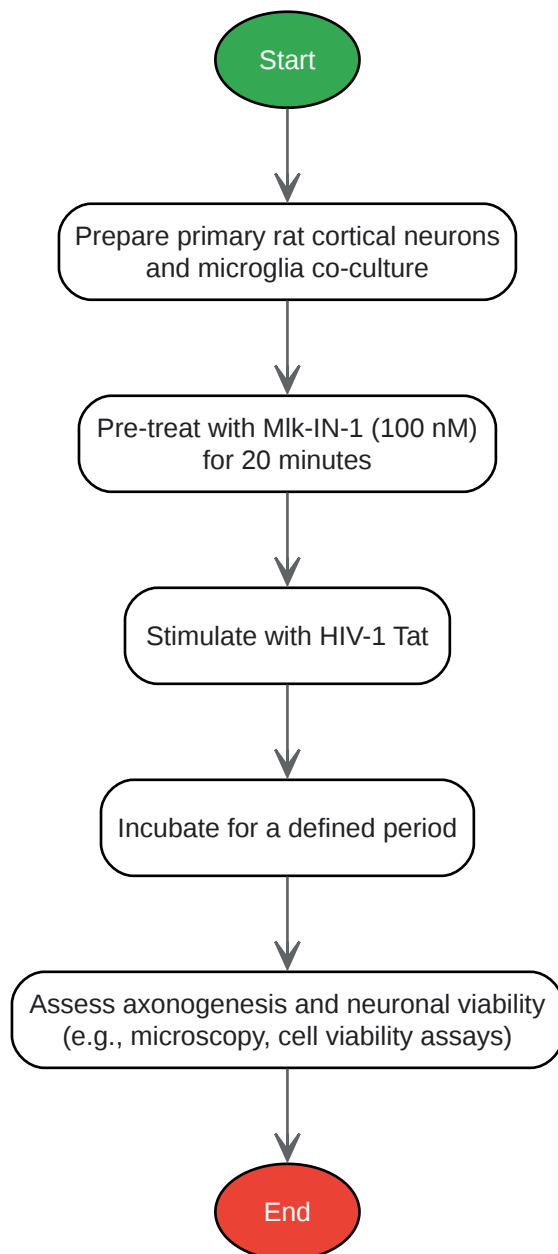 Start
Prepare primary rat cortical neurons
and microglia co-culture
Pre-treat with Mlk-IN-1 (100 nM)
for 20 minutes
Stimulate with HIV-1 Tat
Incubate for a defined period
Assess axonogenesis and neuronal viability
(e.g., microscopy, cell viability assays)
End